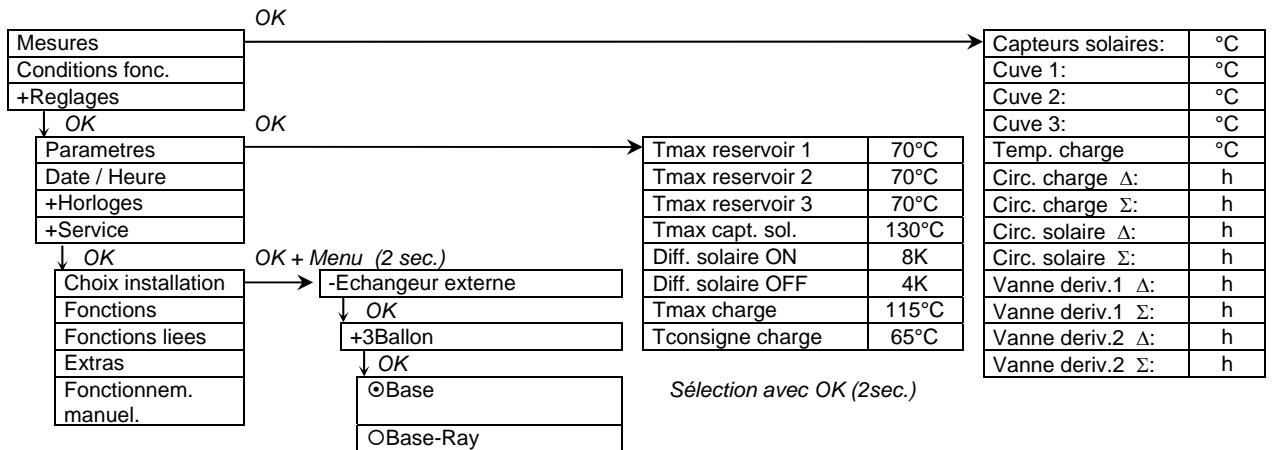 OK
Mesures
Conditions fonc.
+Reglages
OK
OK
Parametres
Date / Heure
+Horloges
+Service
OK
OK + Menu (2 sec.)
Choix installation
Fonctions
Fonctions liees
Extras
Fonctionnem.
manuel.
-Echangeur externe
OK
+3Ballon
OK
⦿Base
○Base-Ray
Tmax reservoir 1 70°C
Tmax reservoir 2 70°C
Tmax reservoir 3 70°C
Tmax capt. sol. 130°C
Diff. solaire ON 8K
Diff. solaire OFF 4K
Tmax charge 115°C
Tconsigne charge 65°C
Sélection avec OK (2sec.)
Capteurs solaires: °C
Cuve 1: °C
Cuve 2: °C
Cuve 3: °C
Temp. charge °C
Circ. charge Δ: h
Circ. charge Σ: h
Circ. solaire Δ: h
Circ. solaire Σ: h
Vanne deriv.1 Δ: h
Vanne deriv.1 Σ: h
Vanne deriv.2 Δ: h
Vanne deriv.2 Σ: h